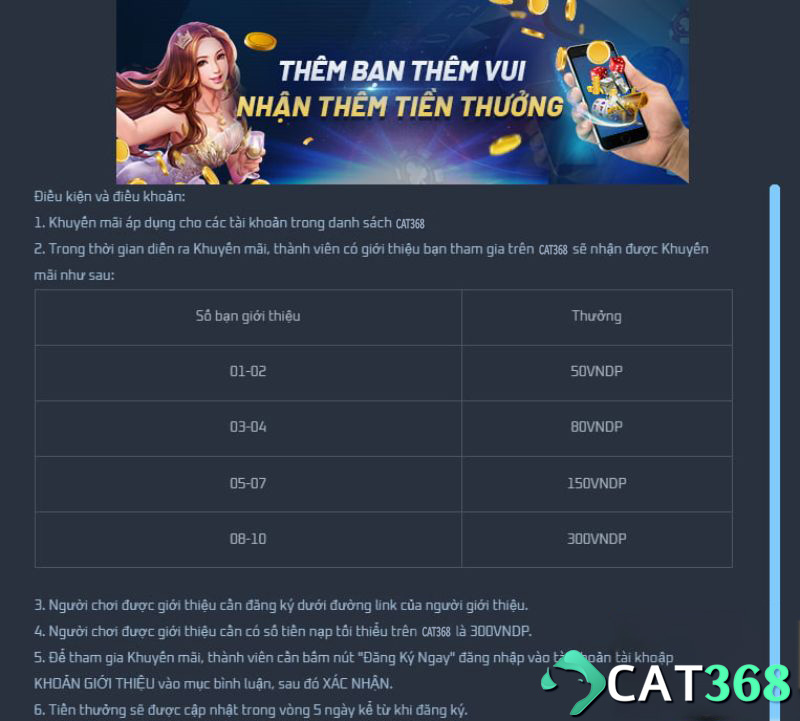 THÊM BẠN THÊM VUI
NHẬN THÊM TIỀN THƯỞNG
Điều kiện và điều khoản:
1. Khuyến mãi áp dụng cho các tài khoản trong danh sách CAT368
2. Trong thời gian diễn ra Khuyến mãi, thành viên có giới thiệu bạn tham gia trên CAT368 sẽ nhận được Khuyến
mãi như sau:
Số bạn giới thiệu Thưởng
01-02 50VNDP
03-04 80VNDP
05-07 150VNDP
08-10 300VNDP
3. Người chơi được giới thiệu cần đăng ký dưới đường link của người giới thiệu.
4. Người chơi được giới thiệu cần có số tiền nạp tối thiểu trên CAT368 là 300VNDP.
5. Để tham gia Khuyến mãi, thành viên cần bấm nút "Đăng Ký Ngay" đăng nhập vào tài khoản tài khoản
KHOẢN GIỚI THIỆU vào mục bình luận, sau đó XÁC NHẬN.
6. Tiền thưởng sẽ được cập nhật trong vòng 5 ngày kể từ khi đăng ký.
CAT368